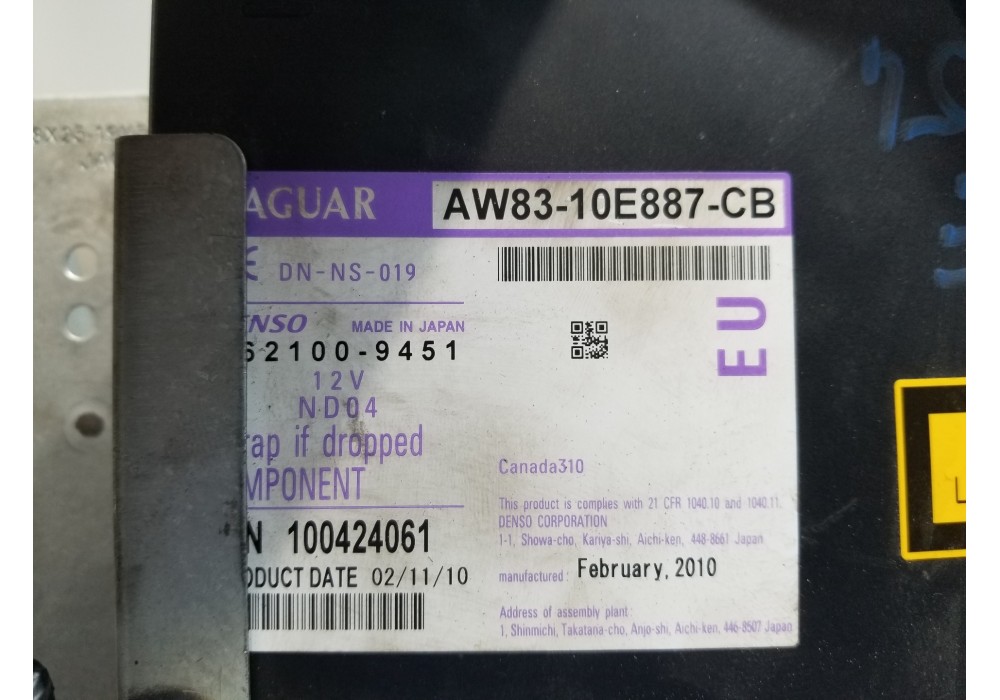 AGUAR AW83-10E887-CB
DN-NS-019
EU
NSO MADE IN JAPAN
62100-9451
12V
ND04
rap if dropped
MPONENT
Canada310
This product is complies with 21 CFR 1040.10 and 1040.11.
DENSO CORPORATION
1-1, Showa-cho, Kariya-shi, Aichi-ken, 448-8661 Japan
N 100424061
ODUCT DATE 02/11/10
manufactured: February, 2010
Address of assembly plant:
1, Shinmichi, Takatana-cho, Anjo-shi, Aichi-ken, 446-8507 Japan